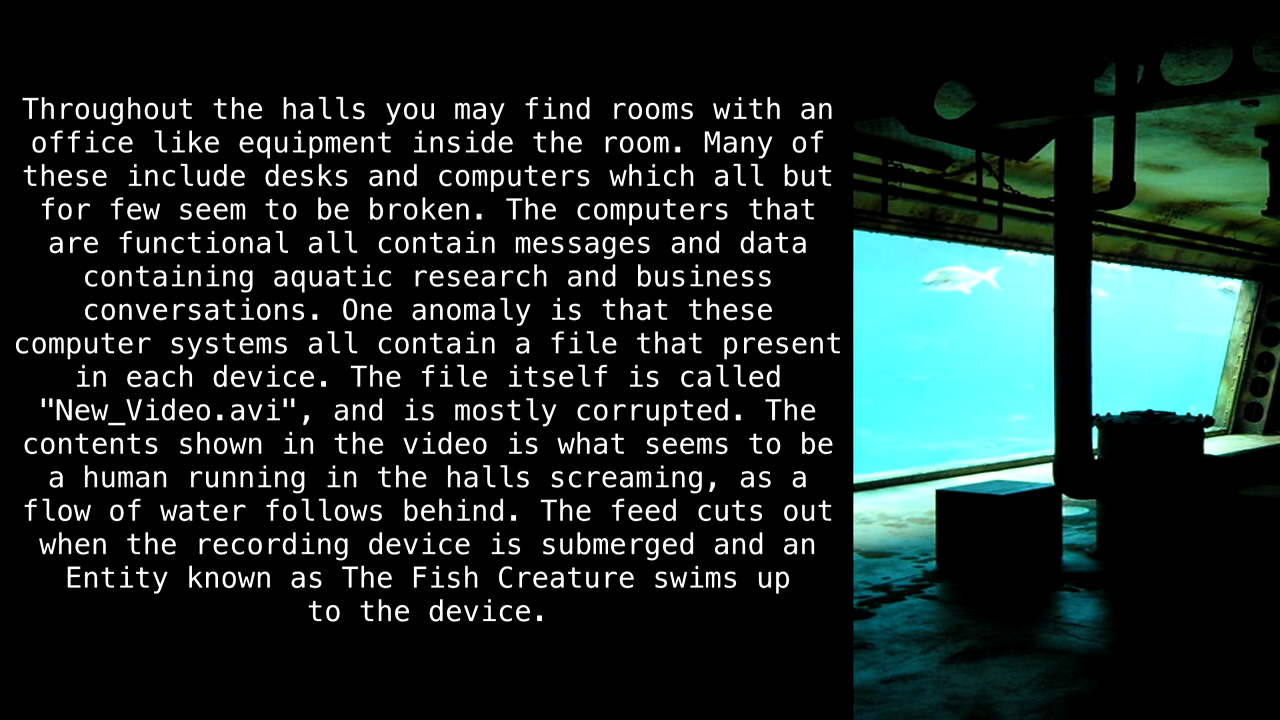 Throughout the halls you may find rooms with an
office like equipment inside the room. Many of
these include desks and computers which all but
for few seem to be broken. The computers that
are functional all contain messages and data
containing aquatic research and business
conversations. One anomaly is that these
computer systems all contain a file that present
in each device. The file itself is called
"New_Video.avi", and is mostly corrupted. The
contents shown in the video is what seems to be
a human running in the halls screaming, as a
flow of water follows behind. The feed cuts out
when the recording device is submerged and an
Entity known as The Fish Creature swims up
to the device.